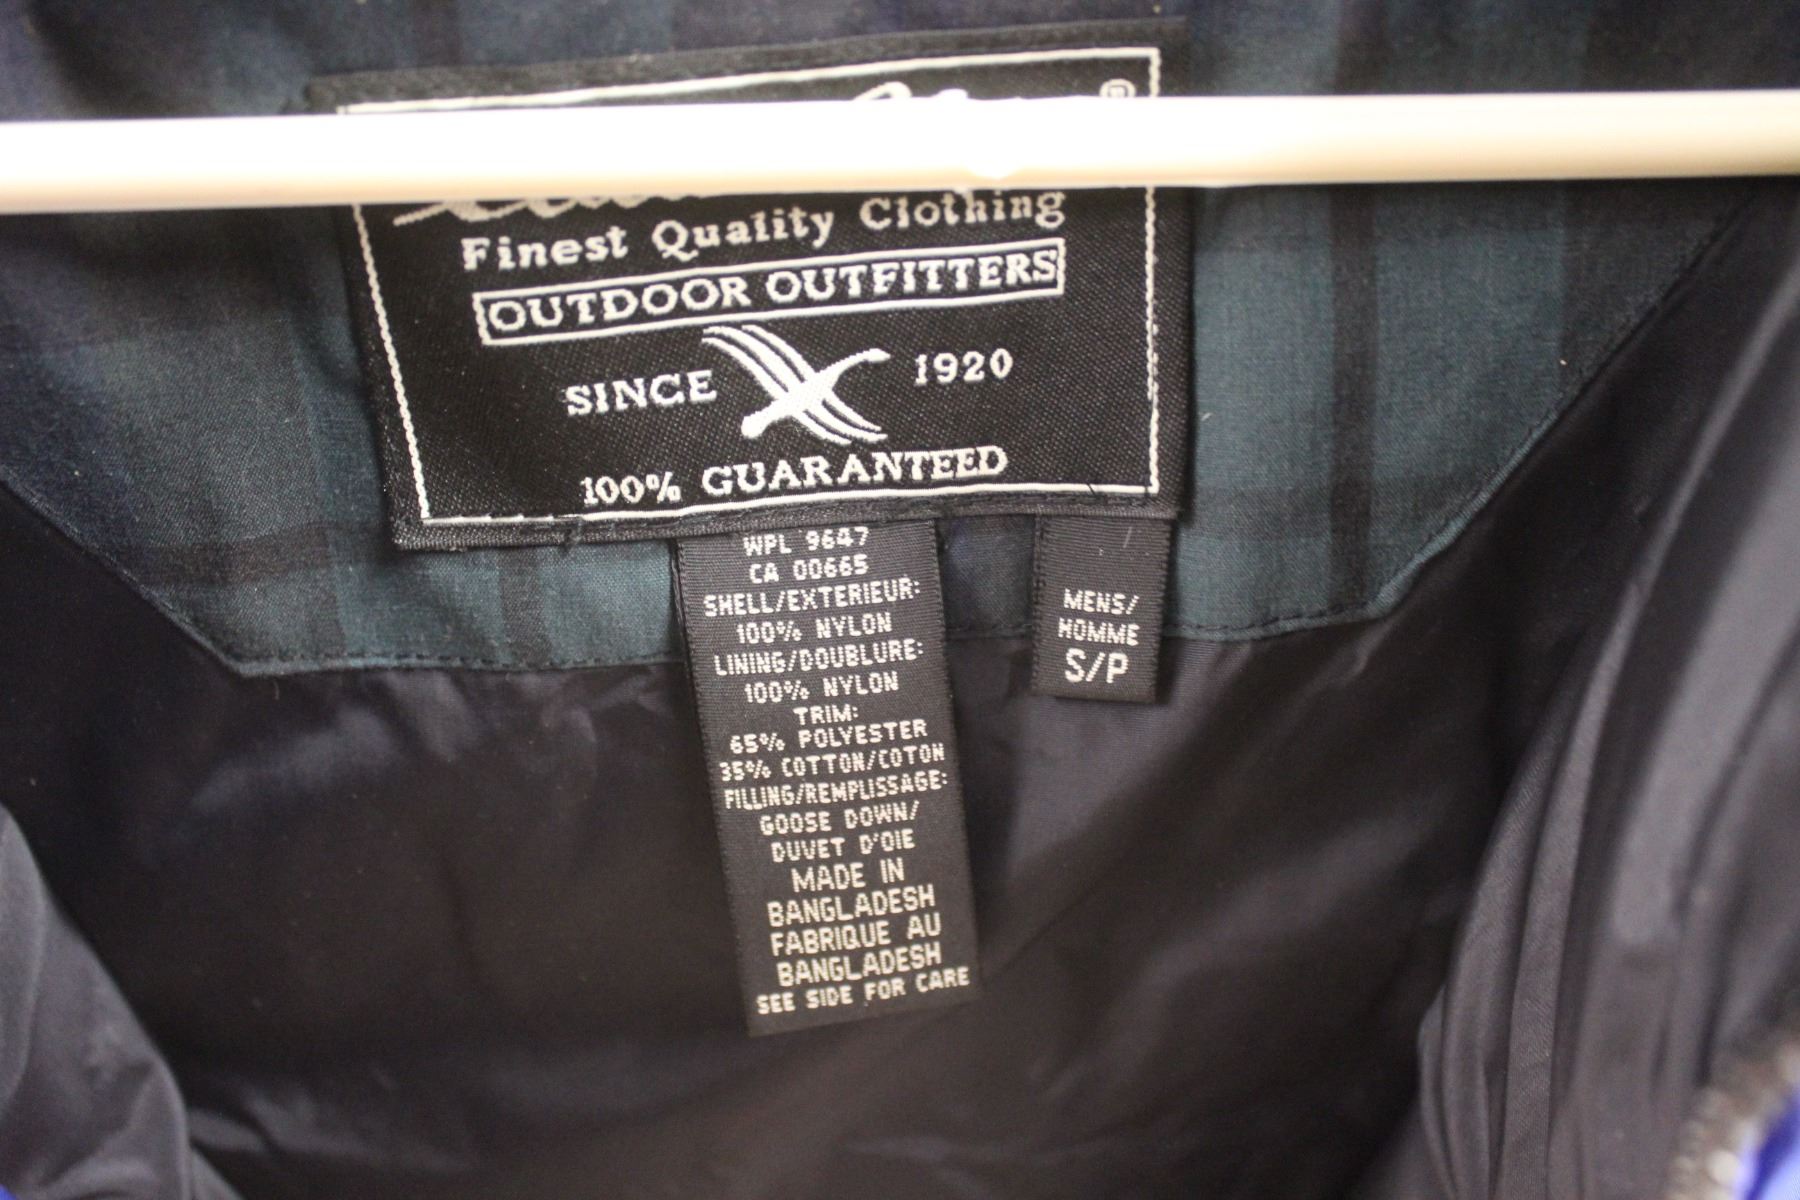 ®
Finest Quality Clothing
OUTDOOR OUTFITTERS
SINCE 1920
100% GUARANTEED
WPL 9647
CA 00665
SHELL/EXTERIEUR:
100% NYLON
LINING/DOUBLURE:
100% NYLON
TRIM:
65% POLYESTER
35% COTTON/COTON
FILLING/REMPLISSAGE:
GOOSE DOWN/
DUVET D'OIE
MADE IN
BANGLADESH
FABRIQUE AU
BANGLADESH
SEE SIDE FOR CARE
MENS/
HOMME
S/P